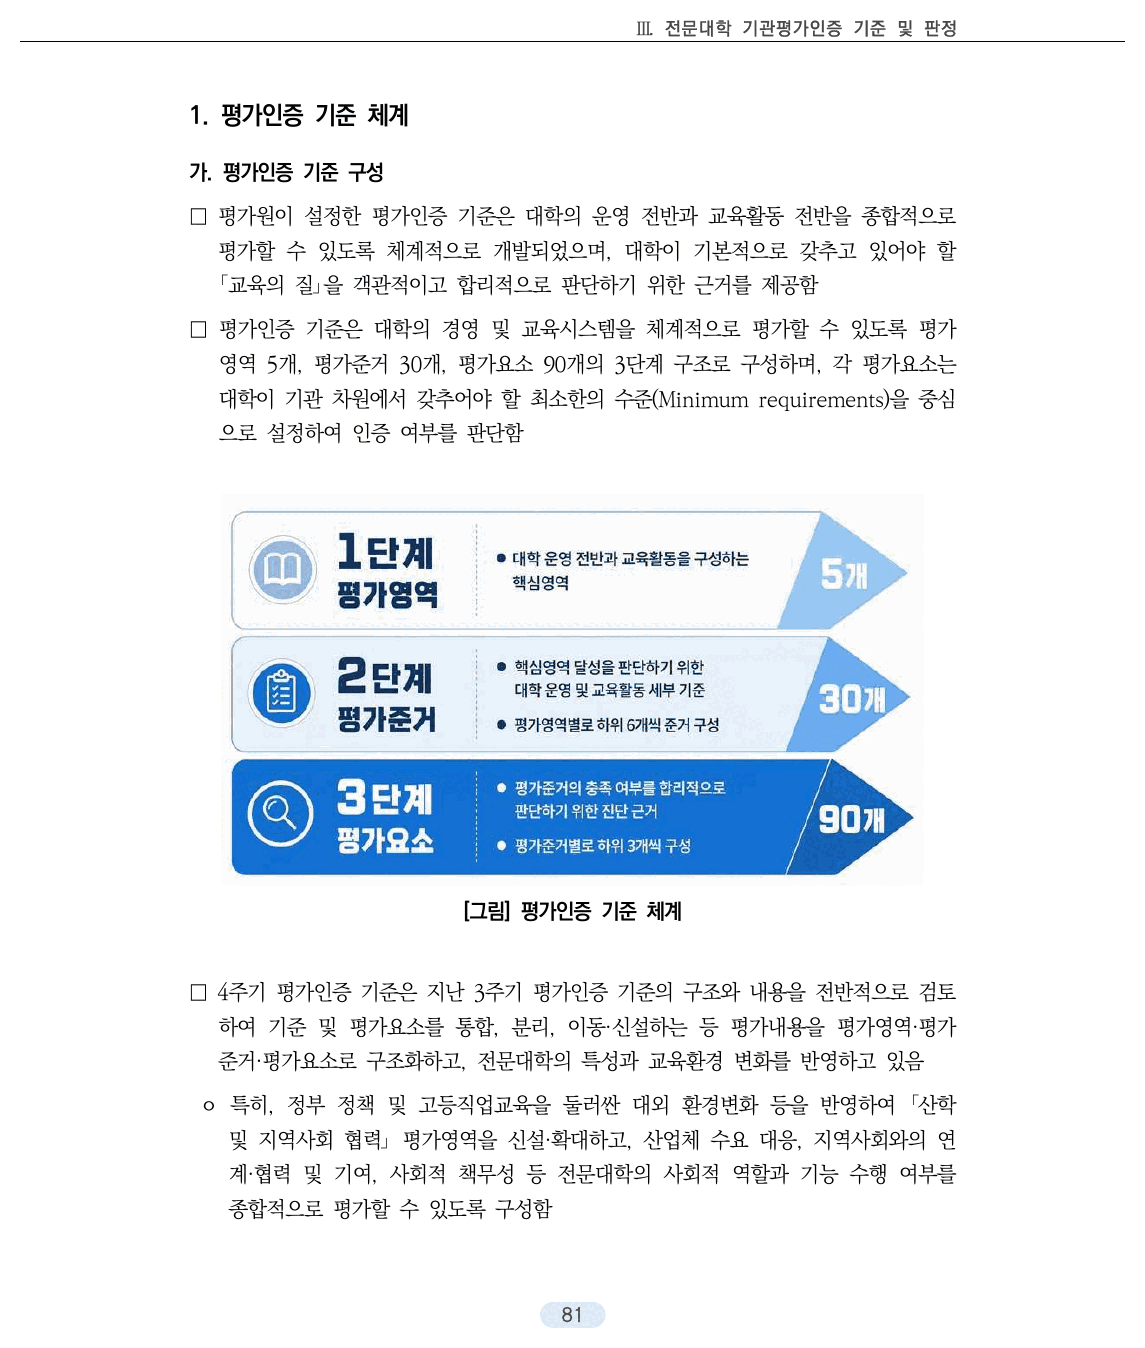 Ⅲ. 전문대학 기관평가인증 기준 및 판정
1. 평가인증 기준 체계
가. 평가인증 기준 구성
□ 평가원이 설정한 평가인증 기준은 대학의 운영 전반과 교육활동 전반을 종합적으로
평가할 수 있도록 체계적으로 개발되었으며, 대학이 기본적으로 갖추고 있어야 할
「교육의 질」을 객관적이고 합리적으로 판단하기 위한 근거를 제공함
□ 평가인증 기준은 대학의 경영 및 교육시스템을 체계적으로 평가할 수 있도록 평가
영역 5개, 평가준거 30개, 평가요소 90개의 3단계 구조로 구성하며, 각 평가요소는
대학이 기관 차원에서 갖추어야 할 최소한의 수준(Minimum requirements)을 중심
으로 설정하여 인증 여부를 판단함
1단계
평가영역
● 대학 운영 전반과 교육활동을 구성하는
핵심영역
5개
2단계
평가준거
● 핵심영역 달성을 판단하기 위한
대학 운영 및 교육활동 세부 기준
● 평가영역별로 하위 6개씩 준거 구성
30개
3단계
평가요소
● 평가준거의 충족 여부를 합리적으로
판단하기 위한 진단 근거
● 평가준거별로 하위 3개씩 구성
90개
[그림] 평가인증 기준 체계
□ 4주기 평가인증 기준은 지난 3주기 평가인증 기준의 구조와 내용을 전반적으로 검토
하여 기준 및 평가요소를 통합, 분리, 이동·신설하는 등 평가내용을 평가영역·평가
준거·평가요소로 구조화하고, 전문대학의 특성과 교육환경 변화를 반영하고 있음
ㅇ 특히, 정부 정책 및 고등직업교육을 둘러싼 대외 환경변화 등을 반영하여 「산학
및 지역사회 협력」 평가영역을 신설·확대하고, 산업체 수요 대응, 지역사회와의 연
계·협력 및 기여, 사회적 책무성 등 전문대학의 사회적 역할과 기능 수행 여부를
종합적으로 평가할 수 있도록 구성함
81